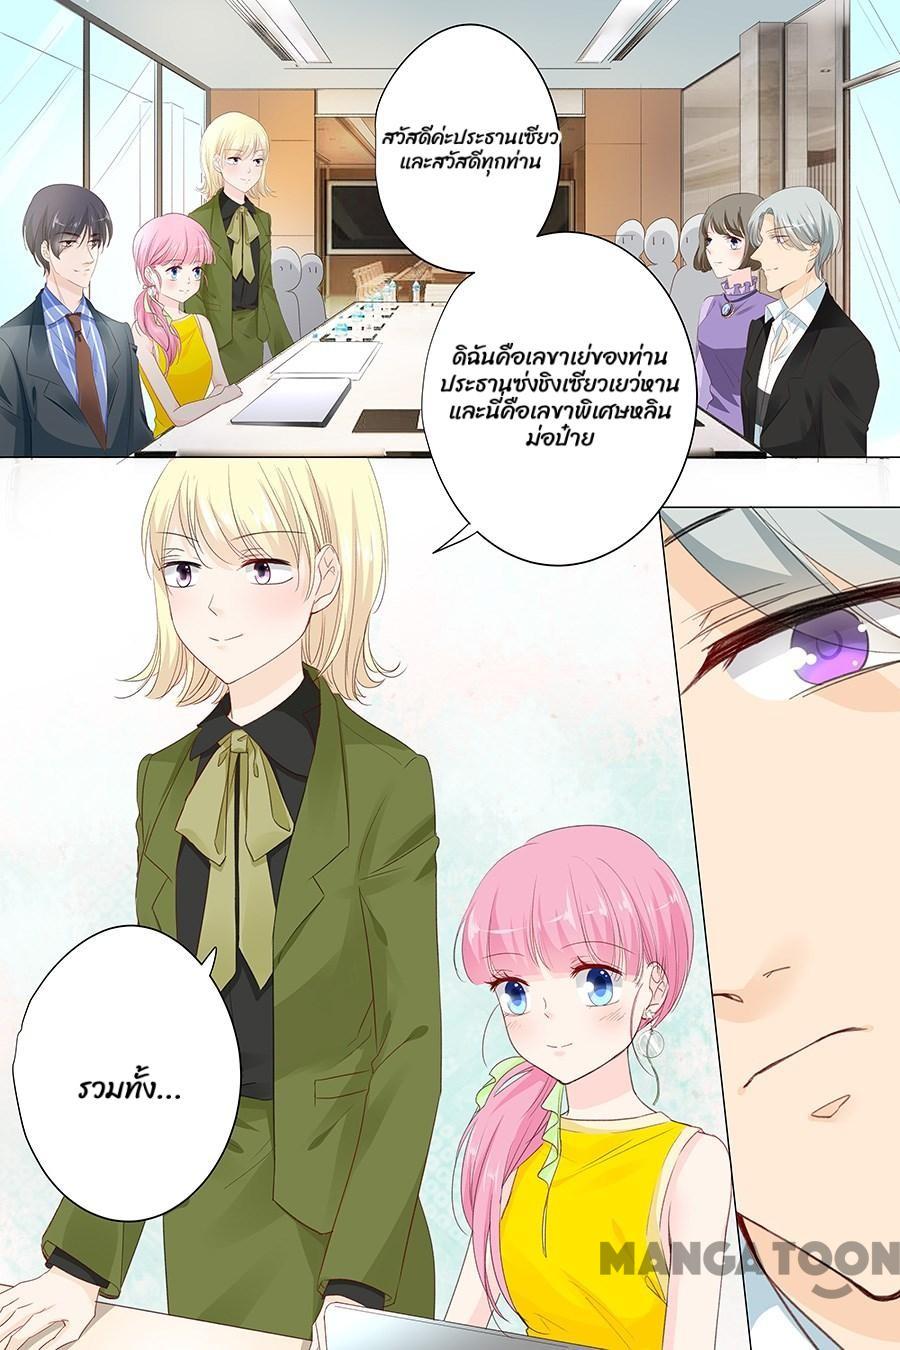 สวัสดีค่ะประธานเซียว
และสวัสดีทุกท่าน
ดิฉันคือเลขาเย่ของท่าน
ประธานซ่งชิงเซียวเยว่หาน
และนี่คือเลขาพิเศษหลิน
ม่อป๋าย
รวมทั้ง...
MANGATOON